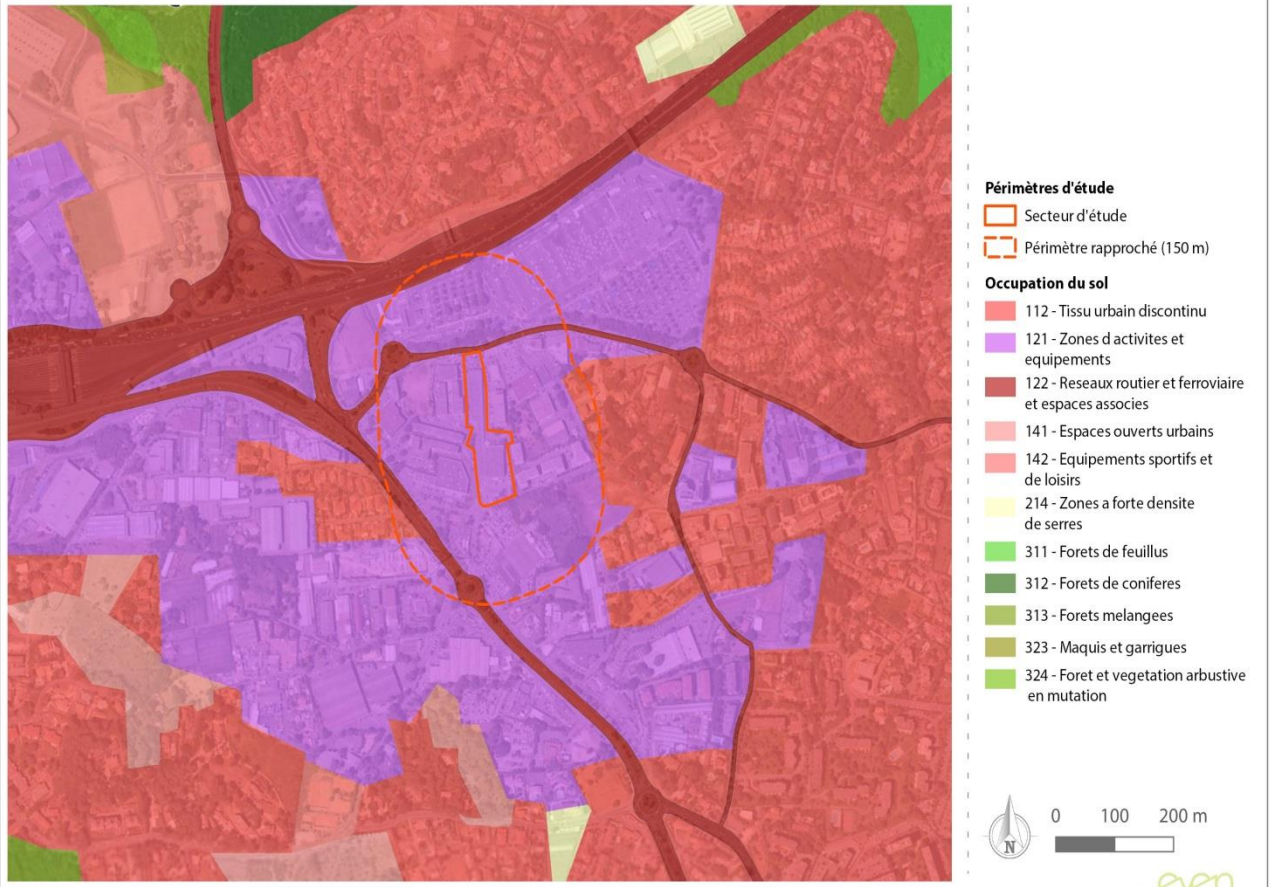 Périmètres d'étude
Secteur d'étude
Périmètre rapproché (150 m)
Occupation du sol
112 - Tissu urbain discontinu
121 - Zones d activites et
equipements
122 - Reseaux routier et ferroviaire
et espaces associes
141 - Espaces ouverts urbains
142 - Equipements sportifs et
de loisirs
214 - Zones a forte densite
de serres
311 - Forets de feuillus
312 - Forets de coniferes
313 - Forets melangees
323 - Maquis et garrigues
324 - Foret et vegetation arbustive
en mutation
0 100 200 m
N